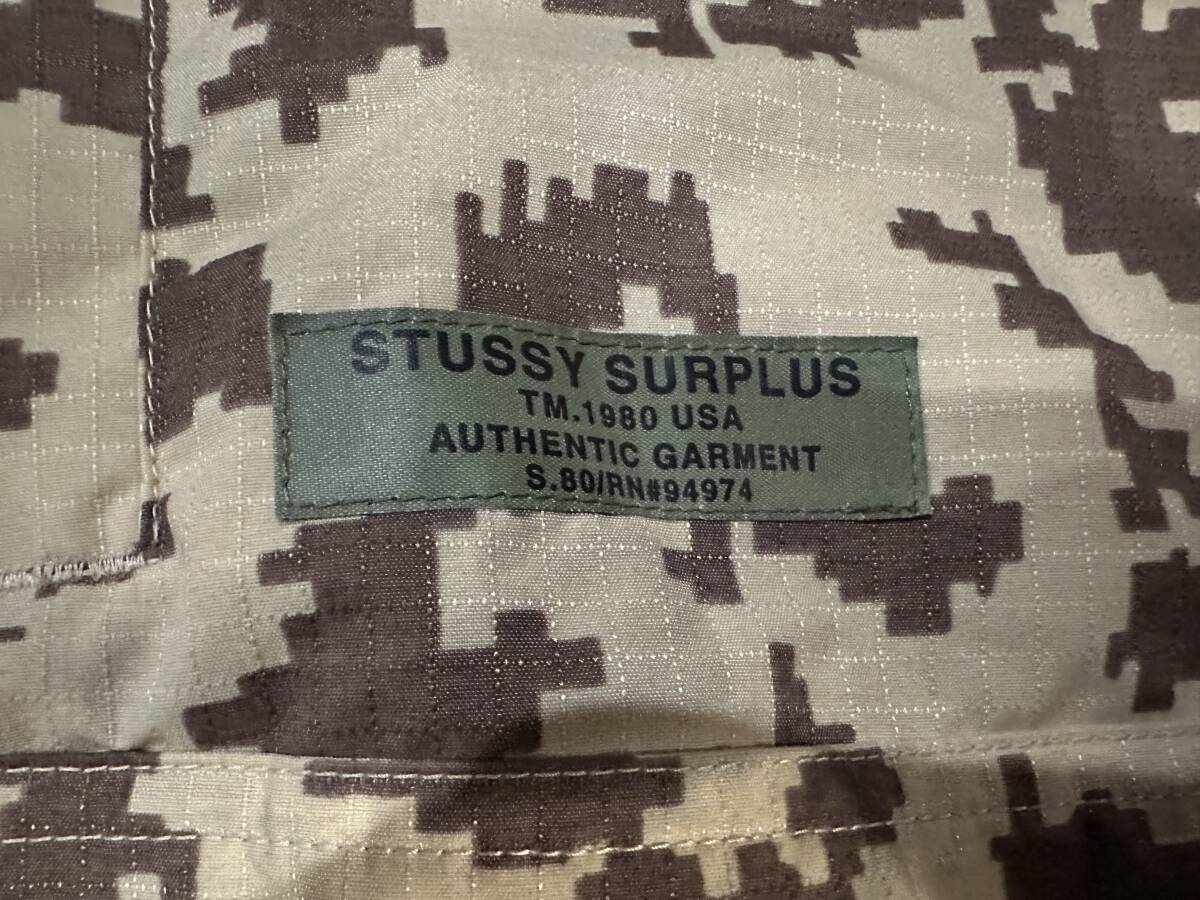 STUSSY SURPLUS
TM.1980 USA
AUTHENTIC GARMENT
S.80/RN#94974